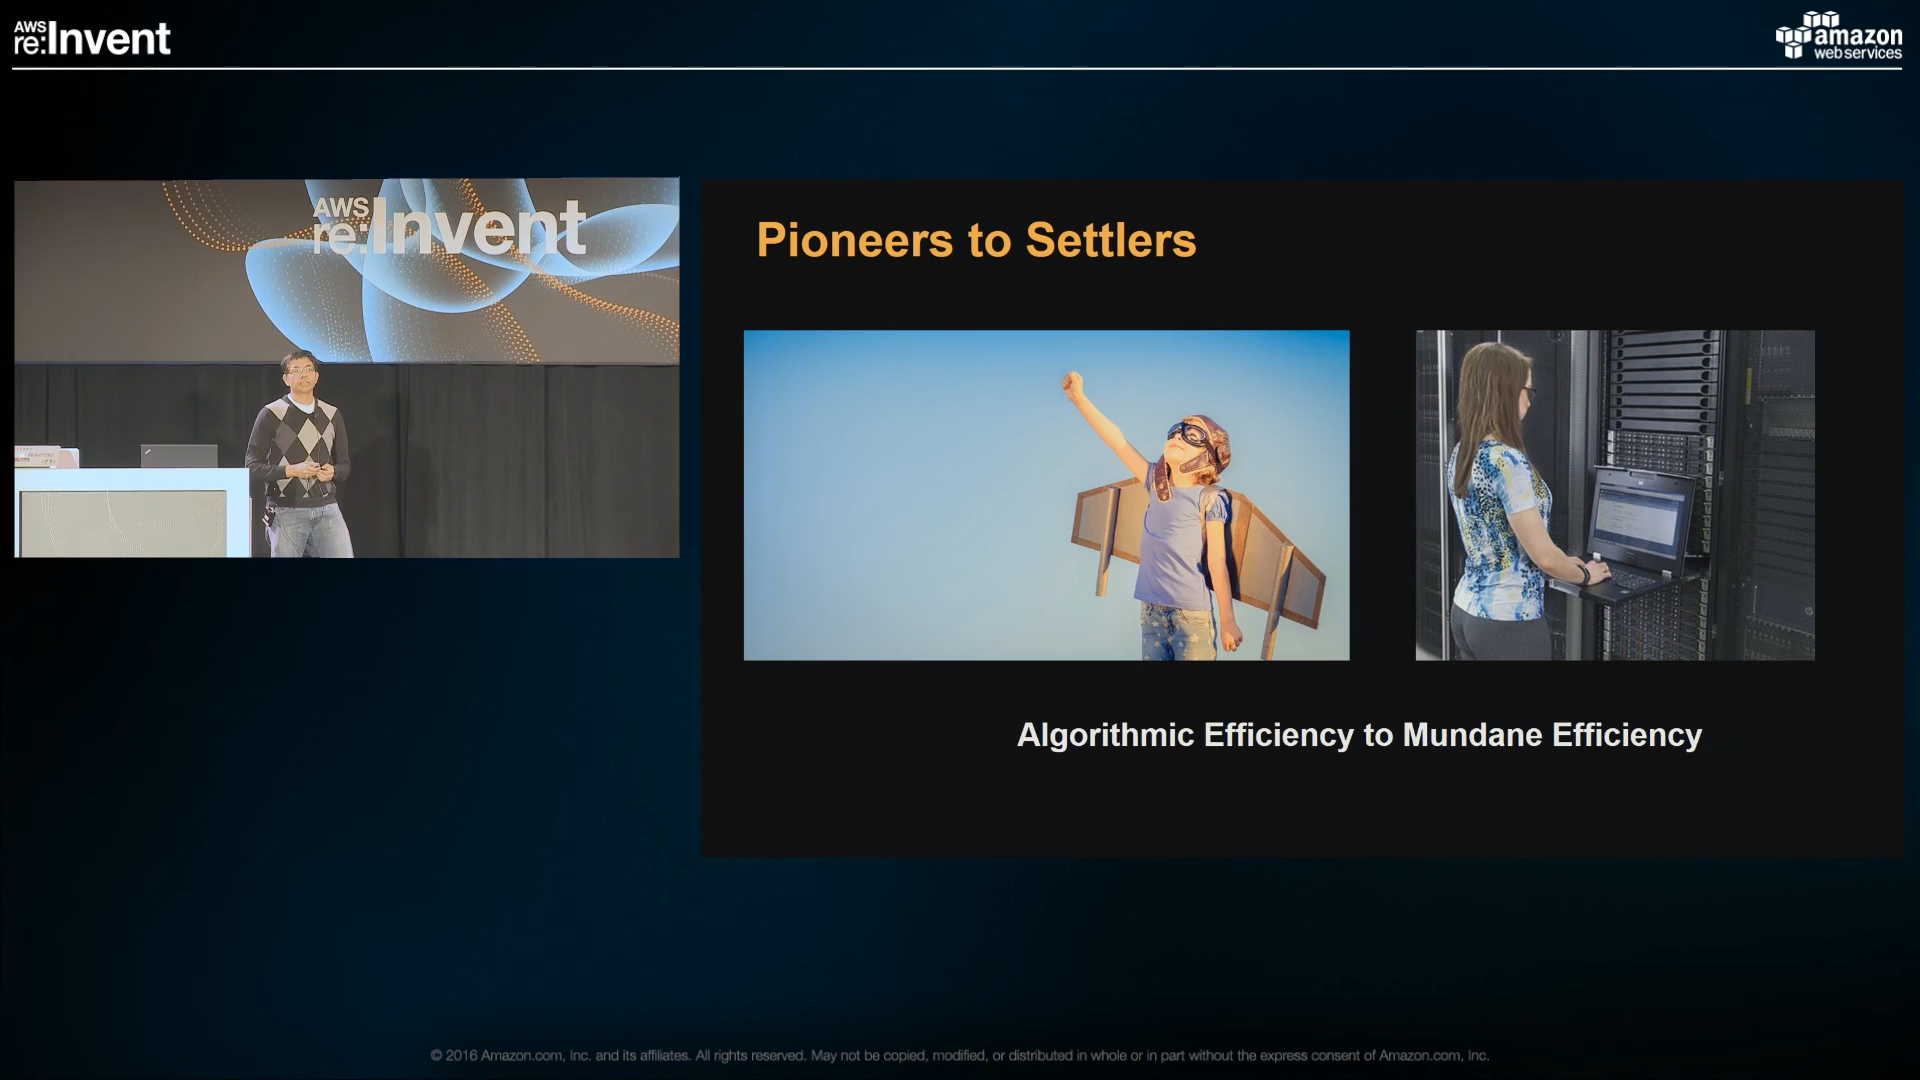 AWS
re:Invent
amazon
web services
AWS
re:Invent
Pioneers to Settlers
Algorithmic Efficiency to Mundane Efficiency
© 2016 Amazon.com, Inc. and its affiliates. All rights reserved. May not be copied, modified, or distributed in whole or in part without the express consent of Amazon.com, Inc.